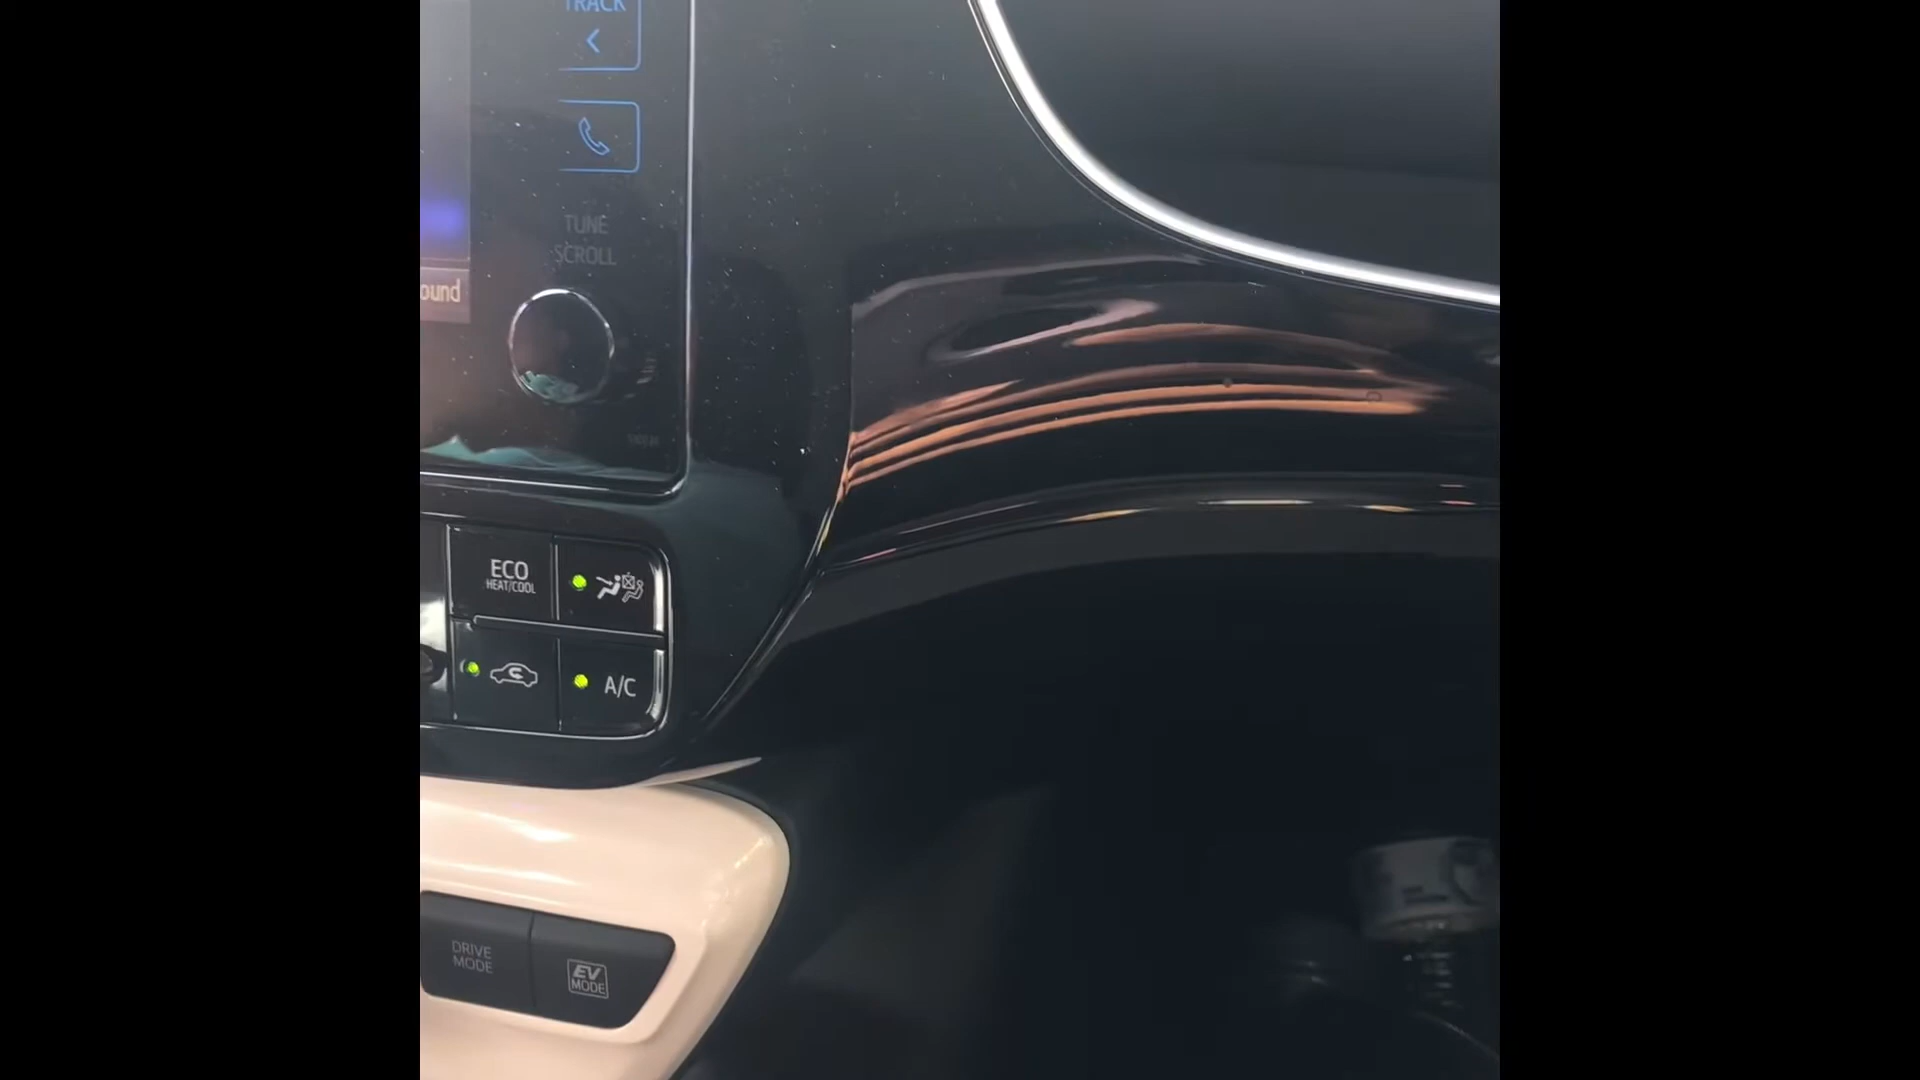 TRACK
TUNE
SCROLL
ound
ECO
HEAT/COOL
A/C
DRIVE
MODE
EV
MODE